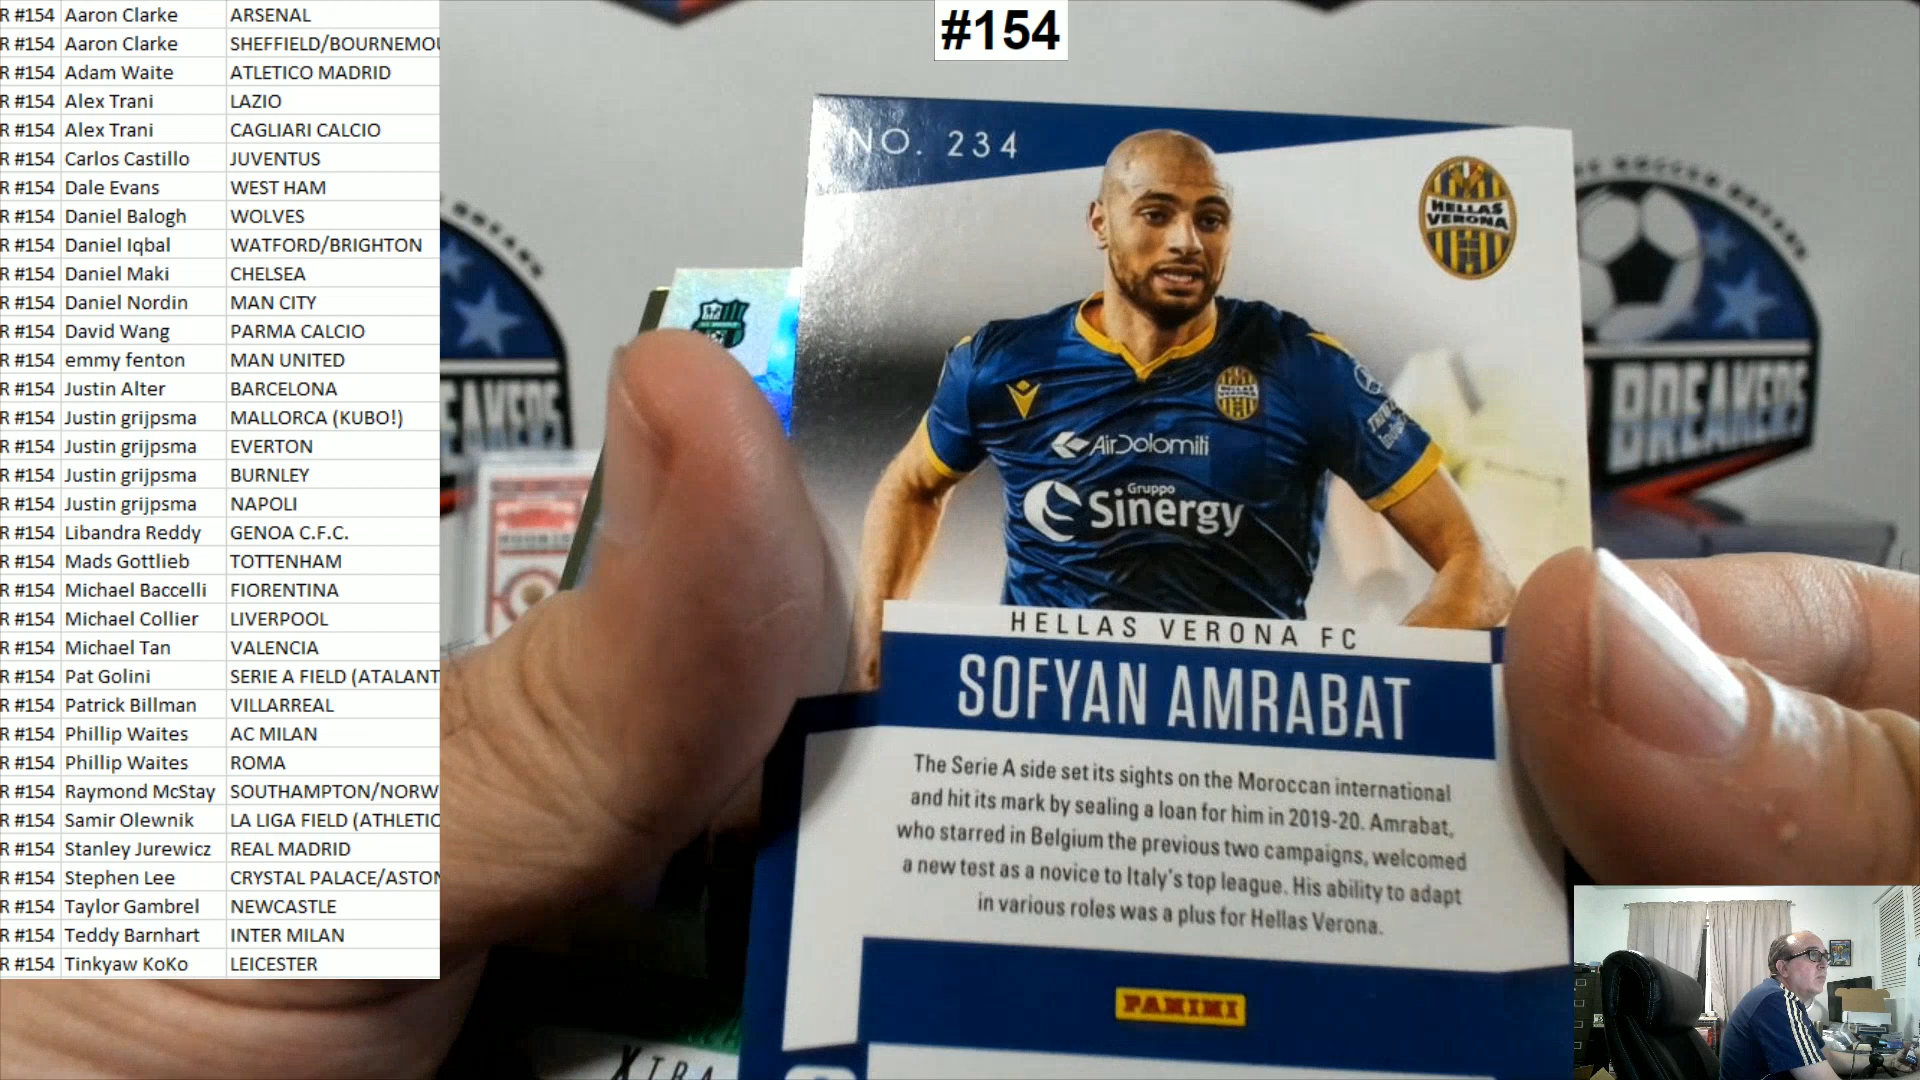 #154
R #154 Aaron Clarke ARSENAL
R #154 Aaron Clarke SHEFFIELD/BOURNEMOU
R #154 Adam Waite ATLETICO MADRID
R #154 Alex Trani LAZIO
R #154 Alex Trani CAGLIARI CALCIO
R #154 Carlos Castillo JUVENTUS
R #154 Dale Evans WEST HAM
R #154 Daniel Balogh WOLVES
R #154 Daniel Iqbal WATFORD/BRIGHTON
R #154 Daniel Maki CHELSEA
R #154 Daniel Nordin MAN CITY
R #154 David Wang PARMA CALCIO
R #154 emmy fenton MAN UNITED
R #154 Justin Alter BARCELONA
R #154 Justin grijpsma MALLORCA (KUBO!)
R #154 Justin grijpsma EVERTON
R #154 Justin grijpsma BURNLEY
R #154 Justin grijpsma NAPOLI
R #154 Libandra Reddy GENOA C.F.C.
R #154 Mads Gottlieb TOTTENHAM
R #154 Michael Baccelli FIORENTINA
R #154 Michael Collier LIVERPOOL
R #154 Michael Tan VALENCIA
R #154 Pat Golini SERIE A FIELD (ATALANT
R #154 Patrick Billman VILLARREAL
R #154 Phillip Waites AC MILAN
R #154 Phillip Waites ROMA
R #154 Raymond McStay SOUTHAMPTON/NORW
R #154 Samir Olewnik LA LIGA FIELD (ATHLETIC
R #154 Stanley Jurewicz REAL MADRID
R #154 Stephen Lee CRYSTAL PALACE/ASTON
R #154 Taylor Gambrel NEWCASTLE
R #154 Teddy Barnhart INTER MILAN
R #154 Tinkyaw KoKo LEICESTER
NO. 234
HELLAS
VERONA
AirDolomiti
Gruppo
Sinergy
HELLAS VERONA FC
SOFYAN AMRABAT
The Serie A side set its sights on the Moroccan international
and hit its mark by sealing a loan for him in 2019-20. Amrabat,
who starred in Belgium the previous two campaigns, welcomed
a new test as a novice to Italy's top league. His ability to adapt
in various roles was a plus for Hellas Verona.
PANINI
XTRA
BREAKERS